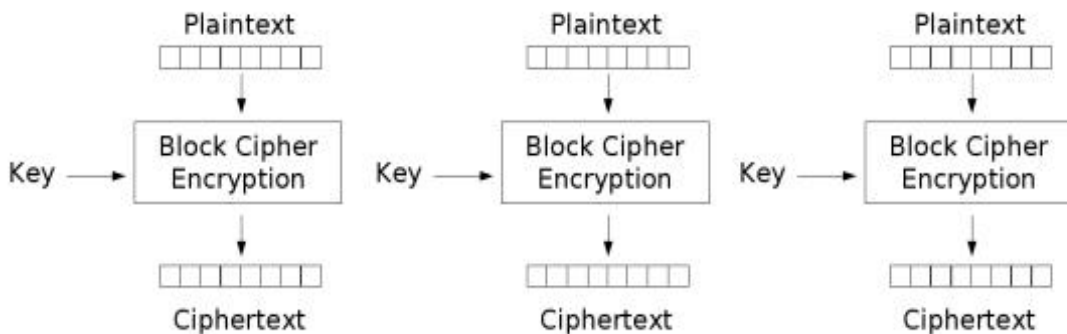 Plaintext
Plaintext
Plaintext
Key
Block Cipher
Encryption
Key
Block Cipher
Encryption
Key
Block Cipher
Encryption
Ciphertext
Ciphertext
Ciphertext